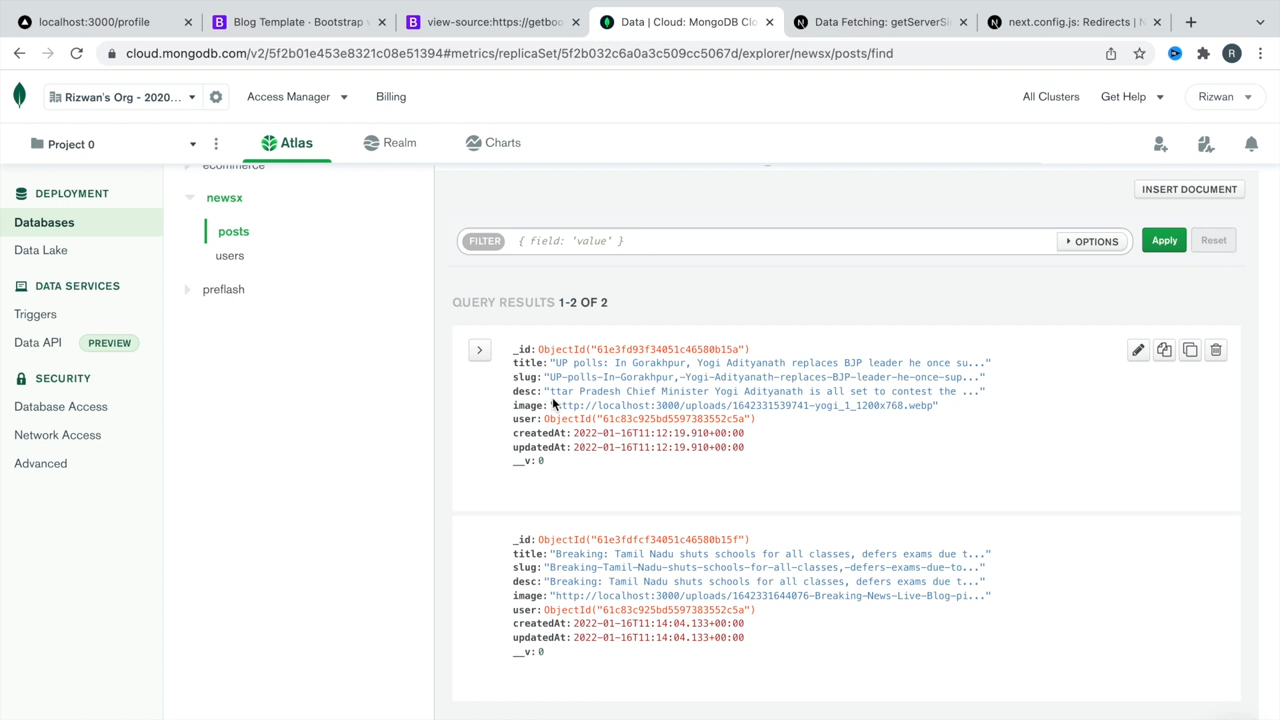 localhost:3000/profile
Blog Template · Bootstrap v
view-source:https://getboo
Data | Cloud: MongoDB Clo
Data Fetching: getServerSi
next.config.js: Redirects | N
cloud.mongodb.com/v2/5f2b01e453e8321c08e51394#metrics/replicaSet/5f2b032c6a0a3c509cc5067d/explorer/newsx/posts/find
R
Rizwan's Org - 2020...
Access Manager
Billing
All Clusters
Get Help
Rizwan
Project 0
Atlas
Realm
Charts
DEPLOYMENT
Databases
Data Lake
DATA SERVICES
Triggers
Data API
PREVIEW
SECURITY
Database Access
Network Access
Advanced
ecommerce
newsx
posts
users
preflash
INSERT DOCUMENT
FILTER { field: 'value' }
OPTIONS
Apply
Reset
QUERY RESULTS 1-2 OF 2
_id: ObjectId("61e3fd93f34051c46580b15a")
title: "UP polls: In Gorakhpur, Yogi Adityanath replaces BJP leader he once su..."
slug: "UP-polls-In-Gorakhpur,-Yogi-Adityanath-replaces-BJP-leader-he-once-sup..."
desc: "ttar Pradesh Chief Minister Yogi Adityanath is all set to contest the ..."
image: "http://localhost:3000/uploads/1642331539741-yogi_1_1200x768.webp"
user: ObjectId("61c83c925bd5597383552c5a")
createdAt: 2022-01-16T11:12:19.910+00:00
updatedAt: 2022-01-16T11:12:19.910+00:00
__v: 0
_id: ObjectId("61e3fdfcf34051c46580b15f")
title: "Breaking: Tamil Nadu shuts schools for all classes, defers exams due t..."
slug: "Breaking-Tamil-Nadu-shuts-schools-for-all-classes,-defers-exams-due-to..."
desc: "Breaking: Tamil Nadu shuts schools for all classes, defers exams due t..."
image: "http://localhost:3000/uploads/1642331644076-Breaking-News-Live-Blog-pi..."
user: ObjectId("61c83c925bd5597383552c5a")
createdAt: 2022-01-16T11:14:04.133+00:00
updatedAt: 2022-01-16T11:14:04.133+00:00
__v: 0